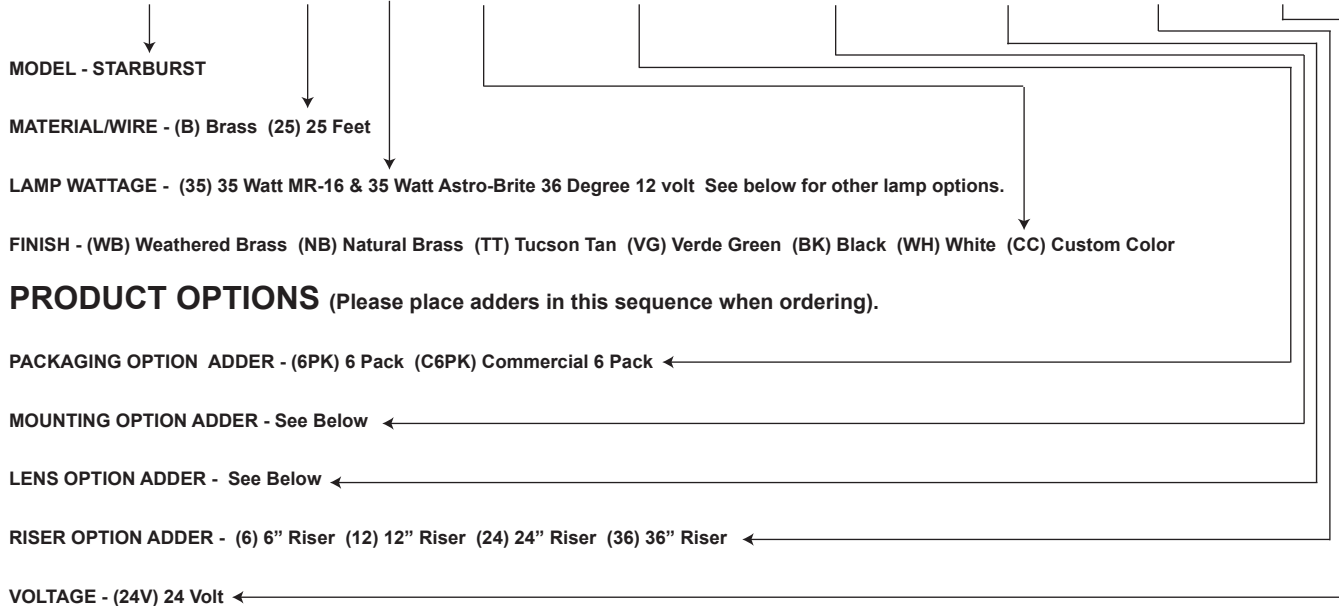 MODEL - STARBURST
MATERIAL/WIRE - (B) Brass (25) 25 Feet
LAMP WATTAGE - (35) 35 Watt MR-16 & 35 Watt Astro-Brite 36 Degree 12 volt See below for other lamp options.
FINISH - (WB) Weathered Brass (NB) Natural Brass (TT) Tucson Tan (VG) Verde Green (BK) Black (WH) White (CC) Custom Color
PRODUCT OPTIONS (Please place adders in this sequence when ordering).
PACKAGING OPTION ADDER - (6PK) 6 Pack (C6PK) Commercial 6 Pack
MOUNTING OPTION ADDER - See Below
LENS OPTION ADDER - See Below
RISER OPTION ADDER - (6) 6” Riser (12) 12” Riser (24) 24” Riser (36) 36” Riser
VOLTAGE - (24V) 24 Volt